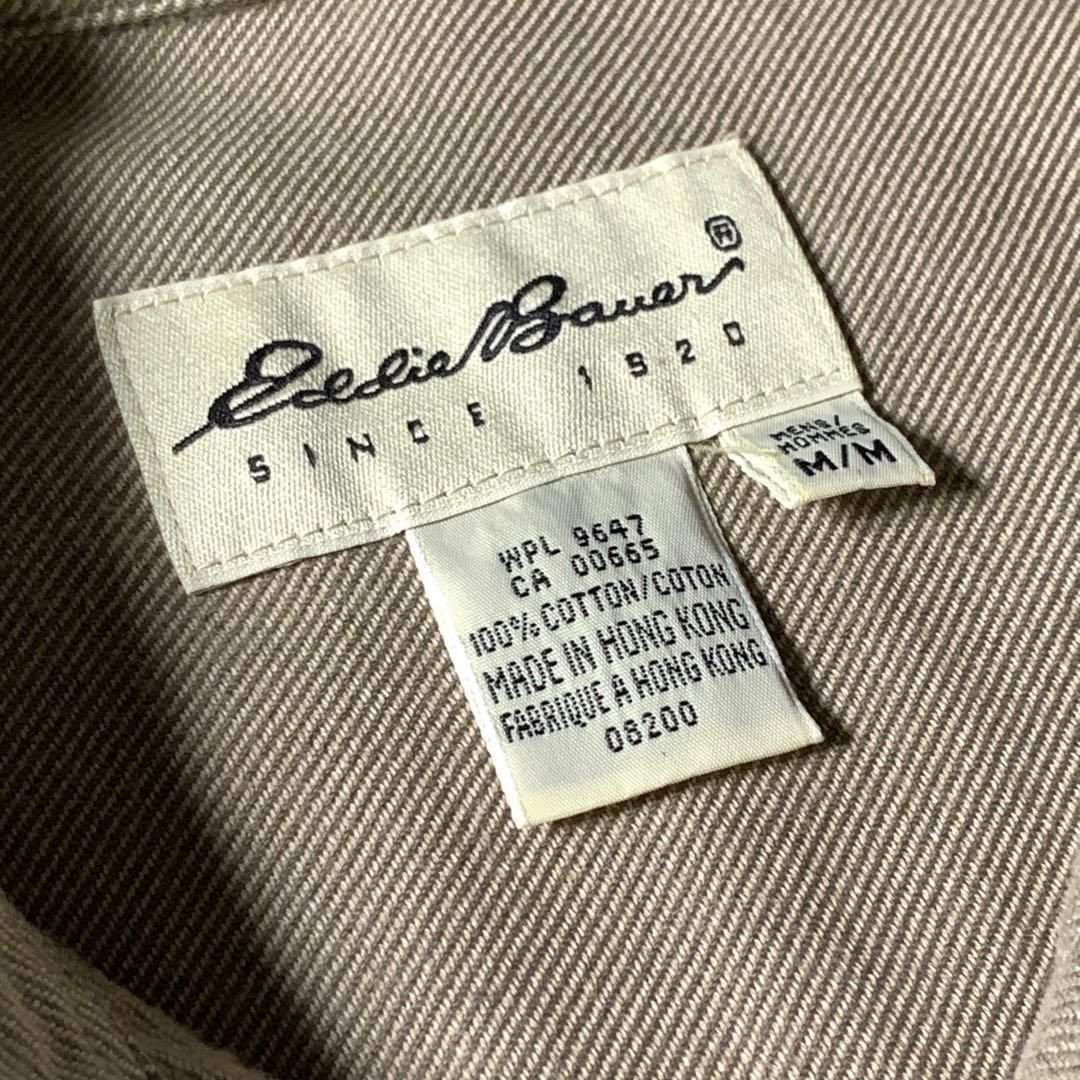 Eddie Bauer ®
SINCE 1920
MENS/
HOMMES
M/M
WPL 9647
CA 00665
100% COTTON/COTON
MADE IN HONG KONG
FABRIQUE A HONG KONG
08200